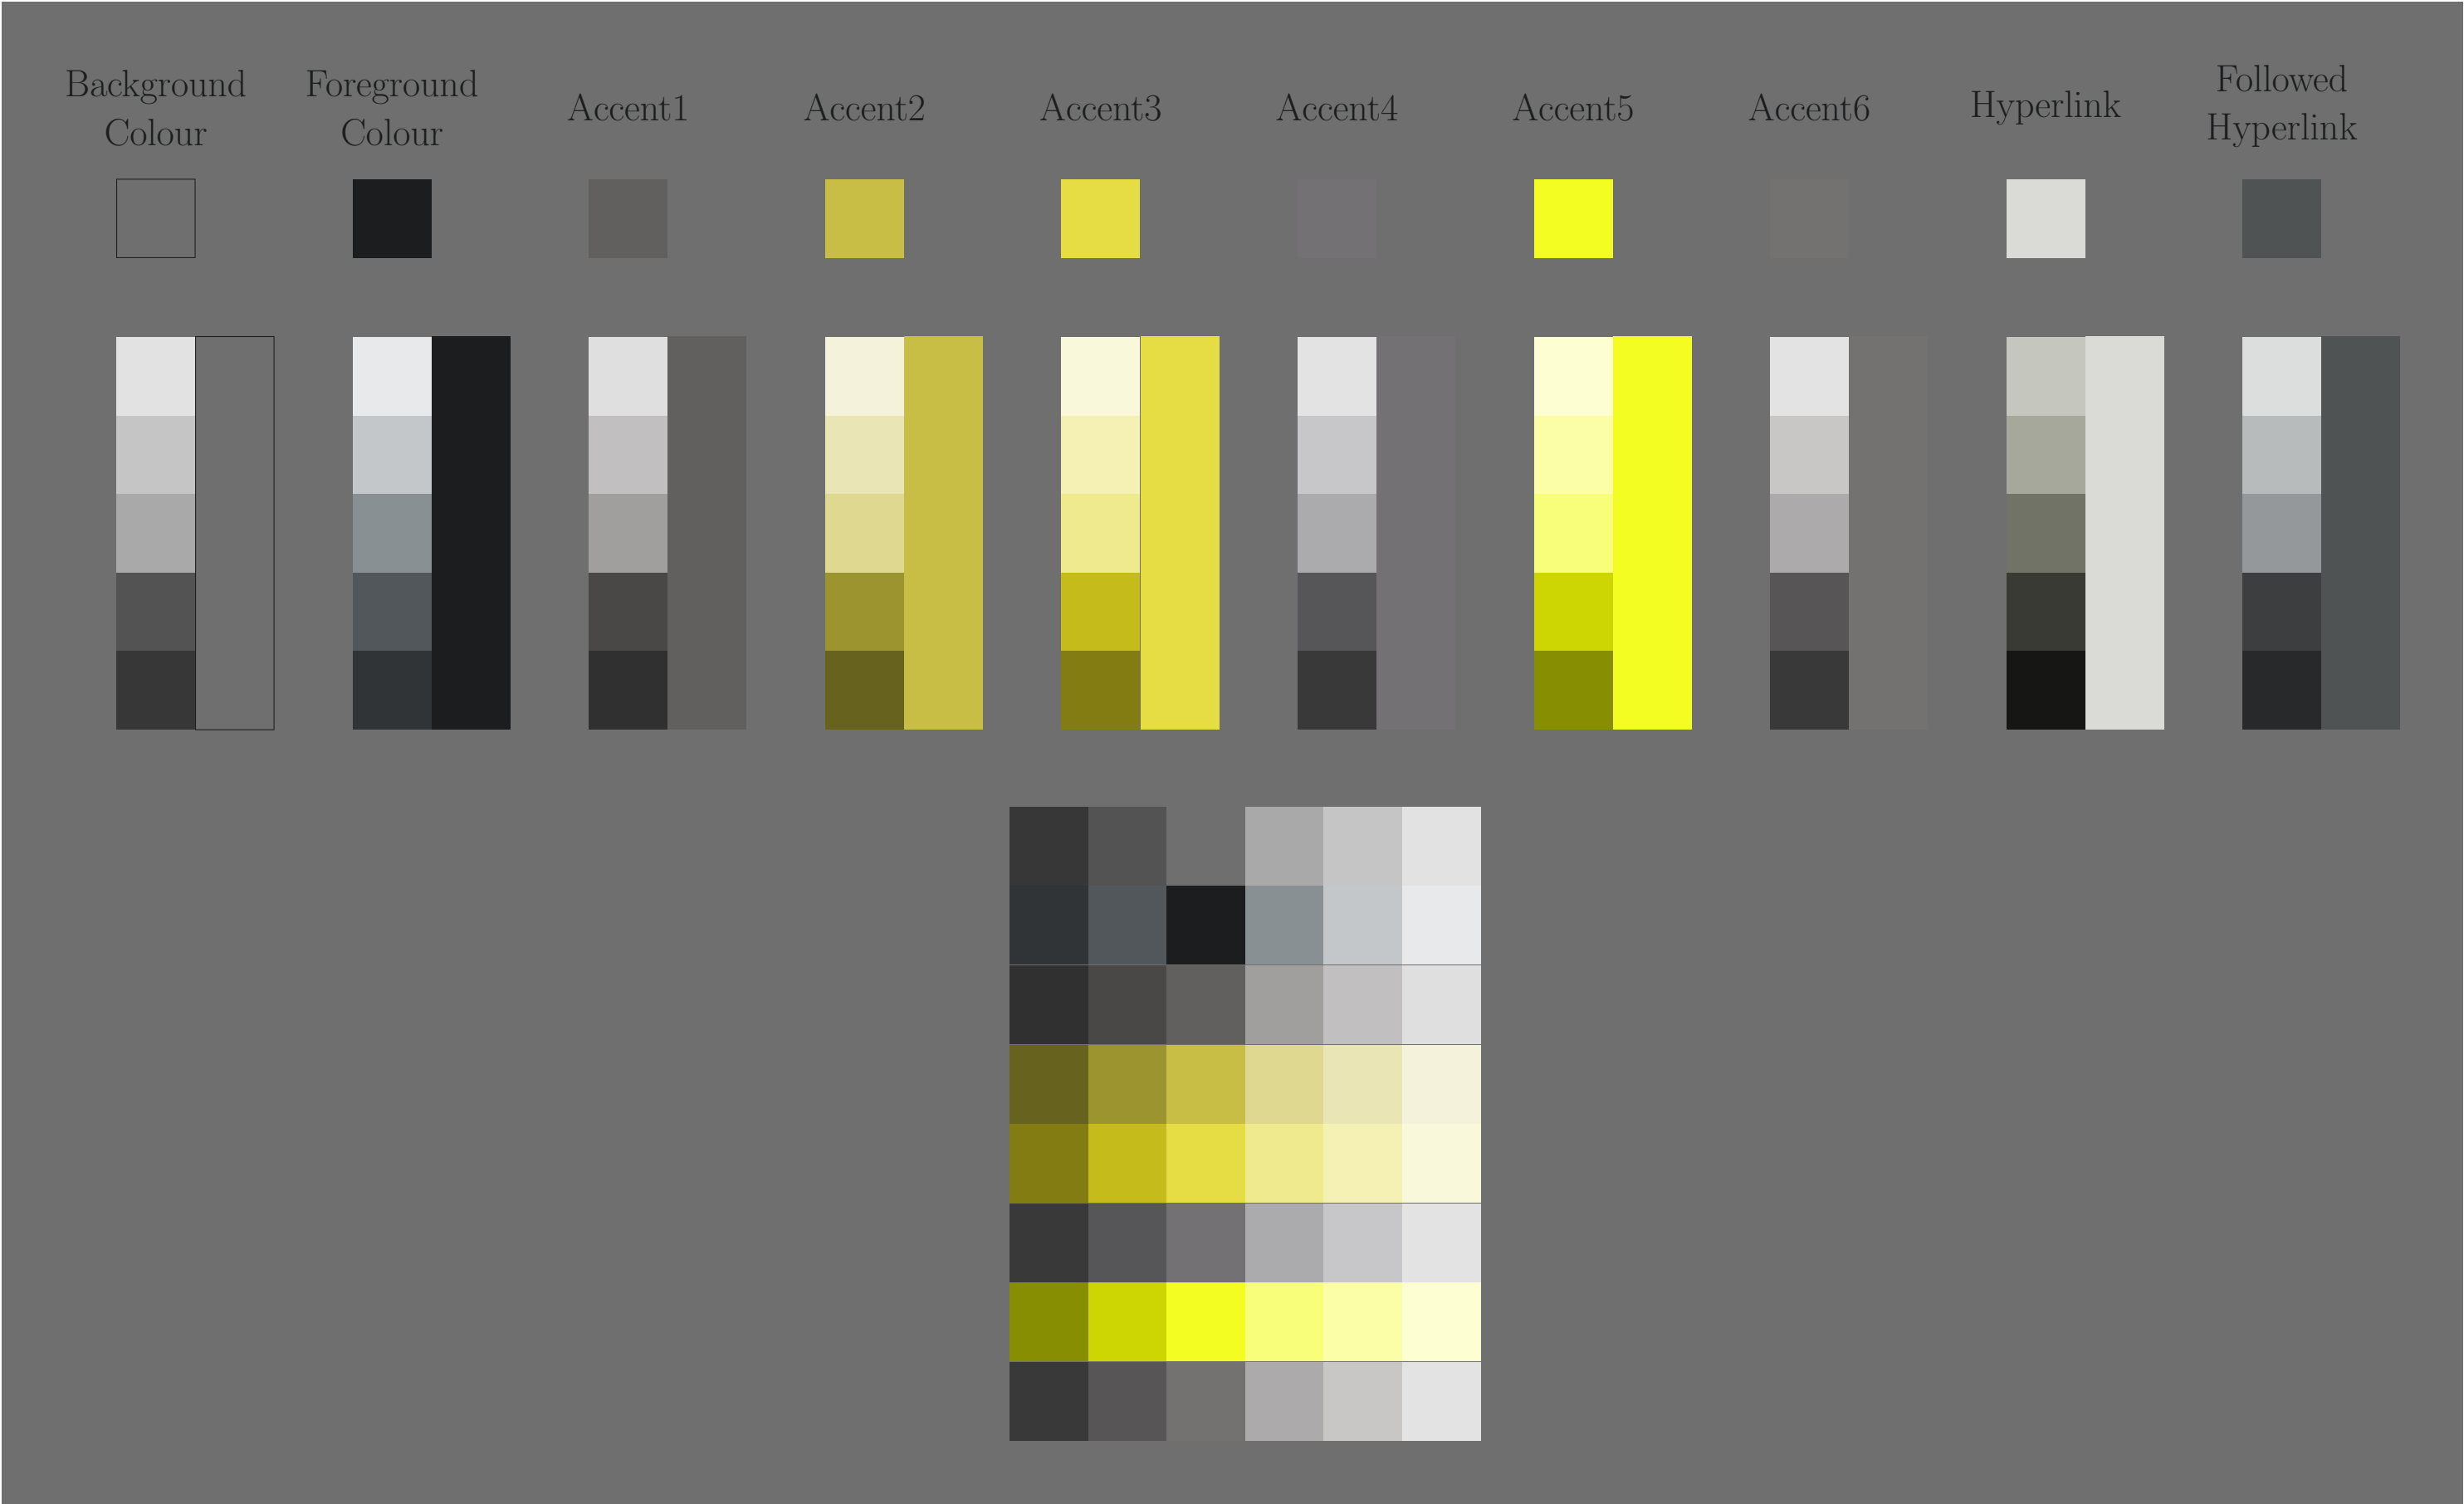 Background
Colour
Foreground
Colour
Accent1
Accent2
Accent3
Accent4
Accent5
Accent6
Hyperlink
Followed
Hyperlink